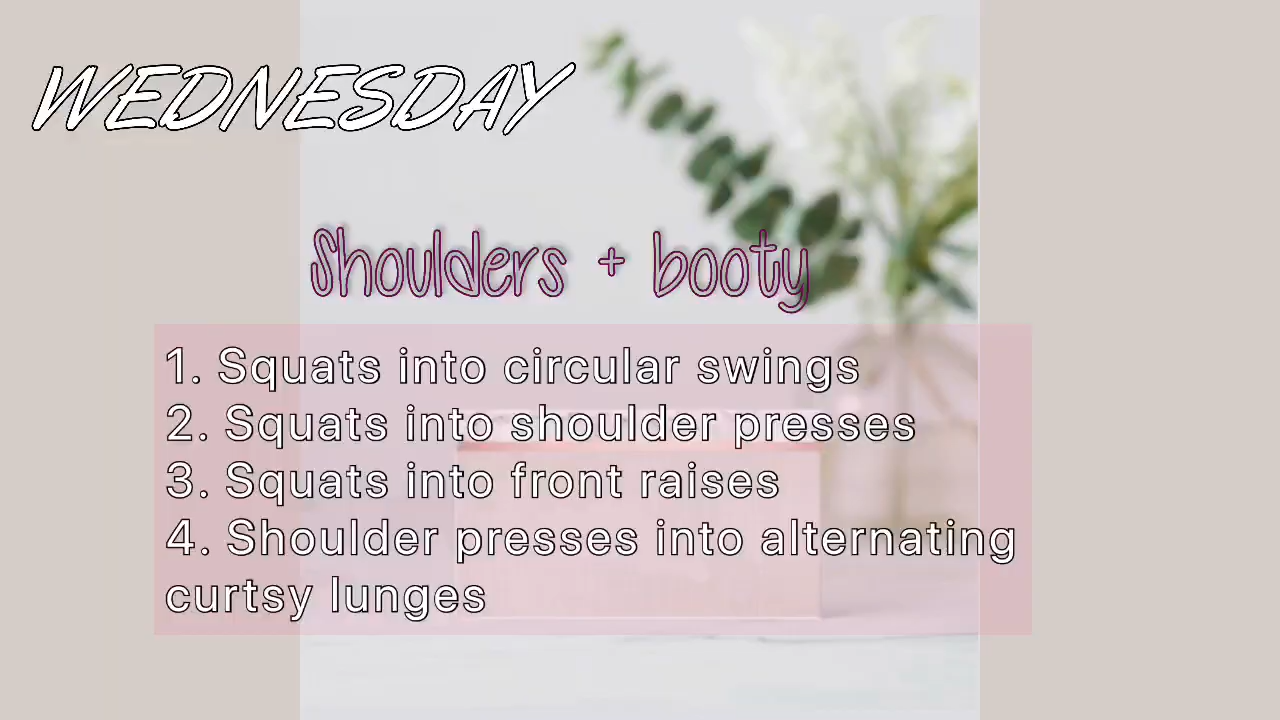 WEDNESDAY
Shoulders + booty
1. Squats into circular swings
2. Squats into shoulder presses
3. Squats into front raises
4. Shoulder presses into alternating
curtsy lunges